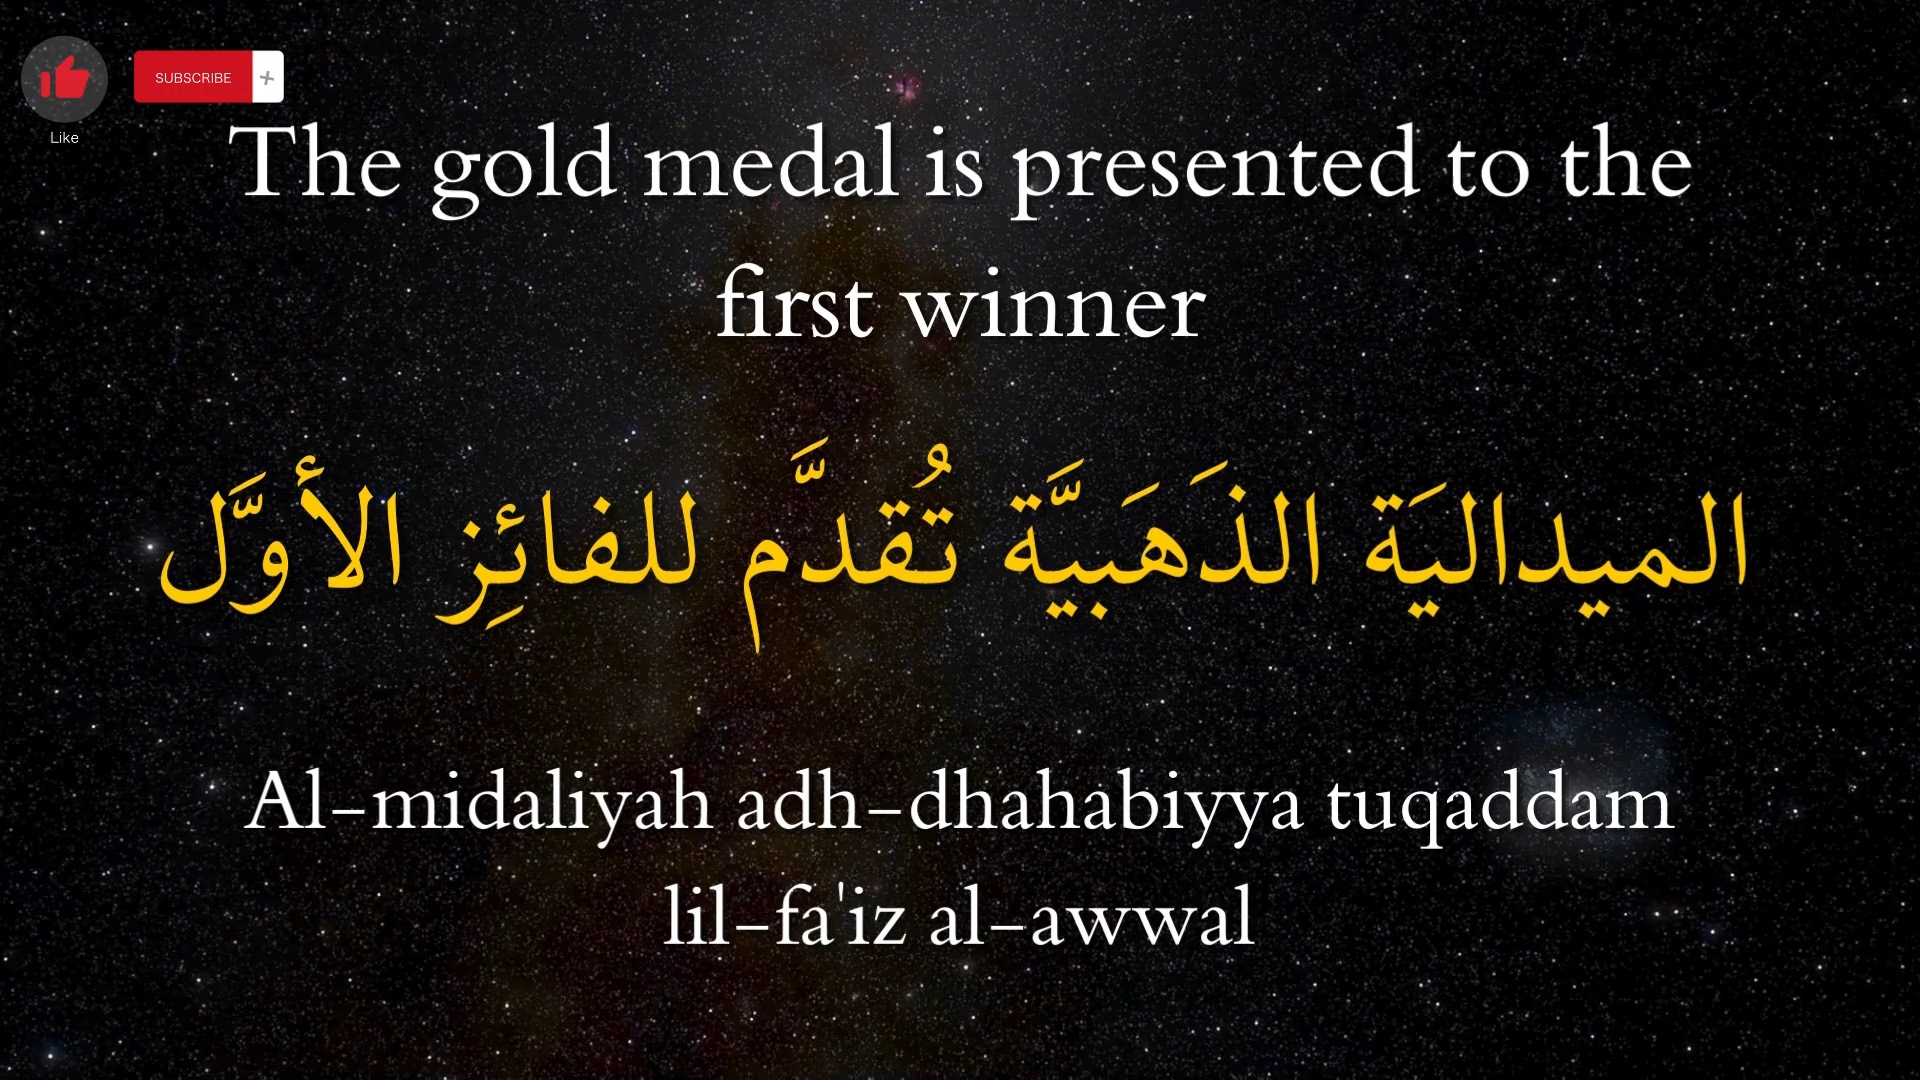 SUBSCRIBE +
Like
The gold medal is presented to the
first winner
الميداليَة الذَهَبيَّة تُقدَّم للفائِز الأوَّل
Al-midaliyah adh-dhahabiyya tuqaddam
lil-fa'iz al-awwal